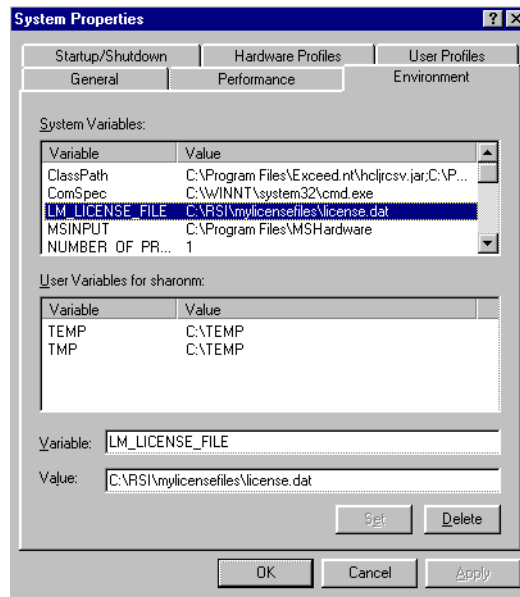 System Properties
Startup/Shutdown Hardware Profiles User Profiles
General Performance Environment
System Variables:
Variable Value
ClassPath C:\Program Files\Exceed.nt\hcljrcsv.jar;C:\P...
ComSpec C:\WINNT\system32\cmd.exe
LM_LICENSE_FILE C:\RSI\mylicensefiles\license.dat
MSINPUT C:\Program Files\MSHardware
NUMBER_OF_PR... 1
User Variables for sharonm:
Variable Value
TEMP C:\TEMP
TMP C:\TEMP
Variable: LM_LICENSE_FILE
Value: C:\RSI\mylicensefiles\license.dat
Set Delete
OK Cancel Apply